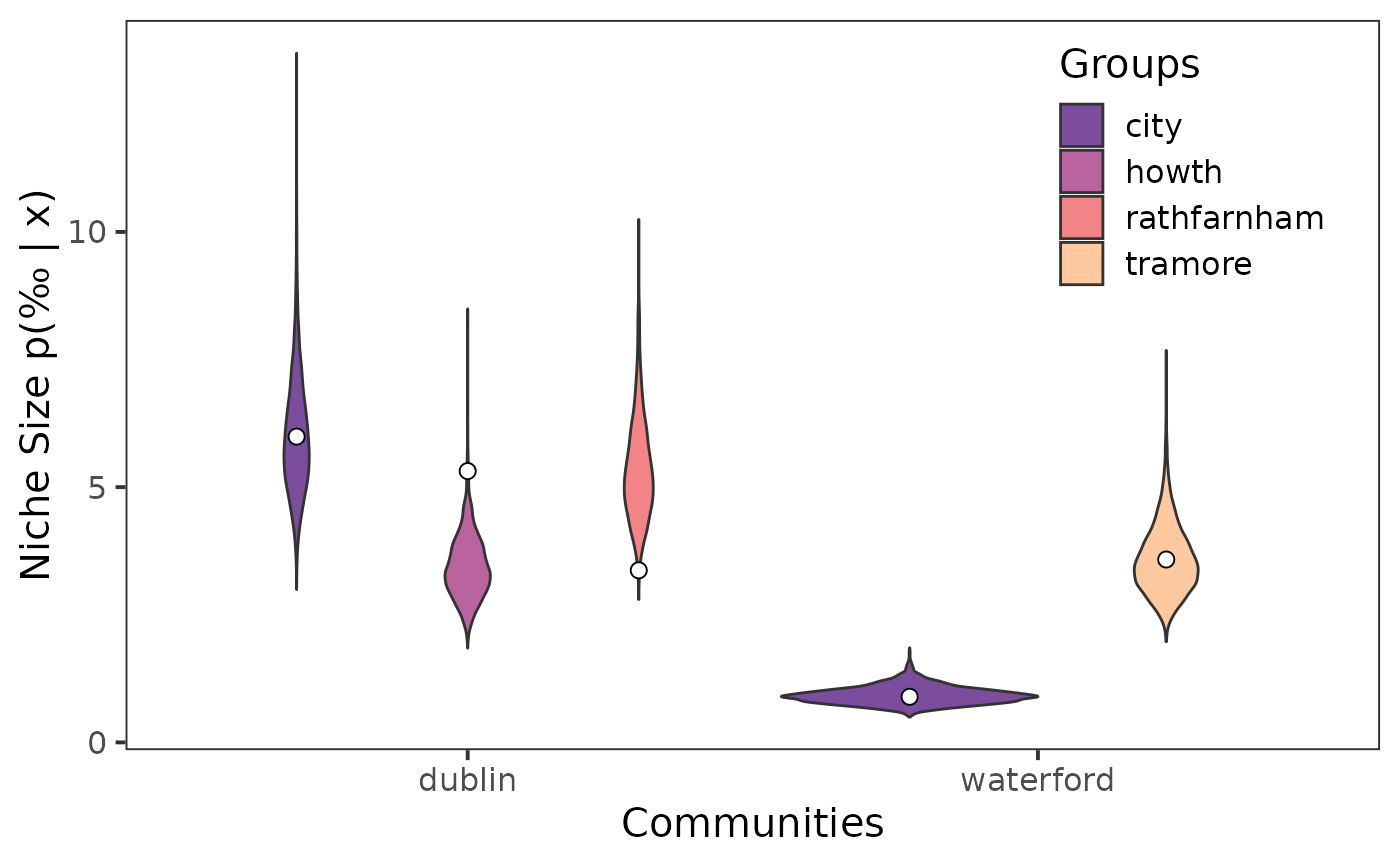 Groups
city
howth
rathfarnham
tramore
Niche Size p(‰ | x)
10
5
0
dublin
waterford
Communities